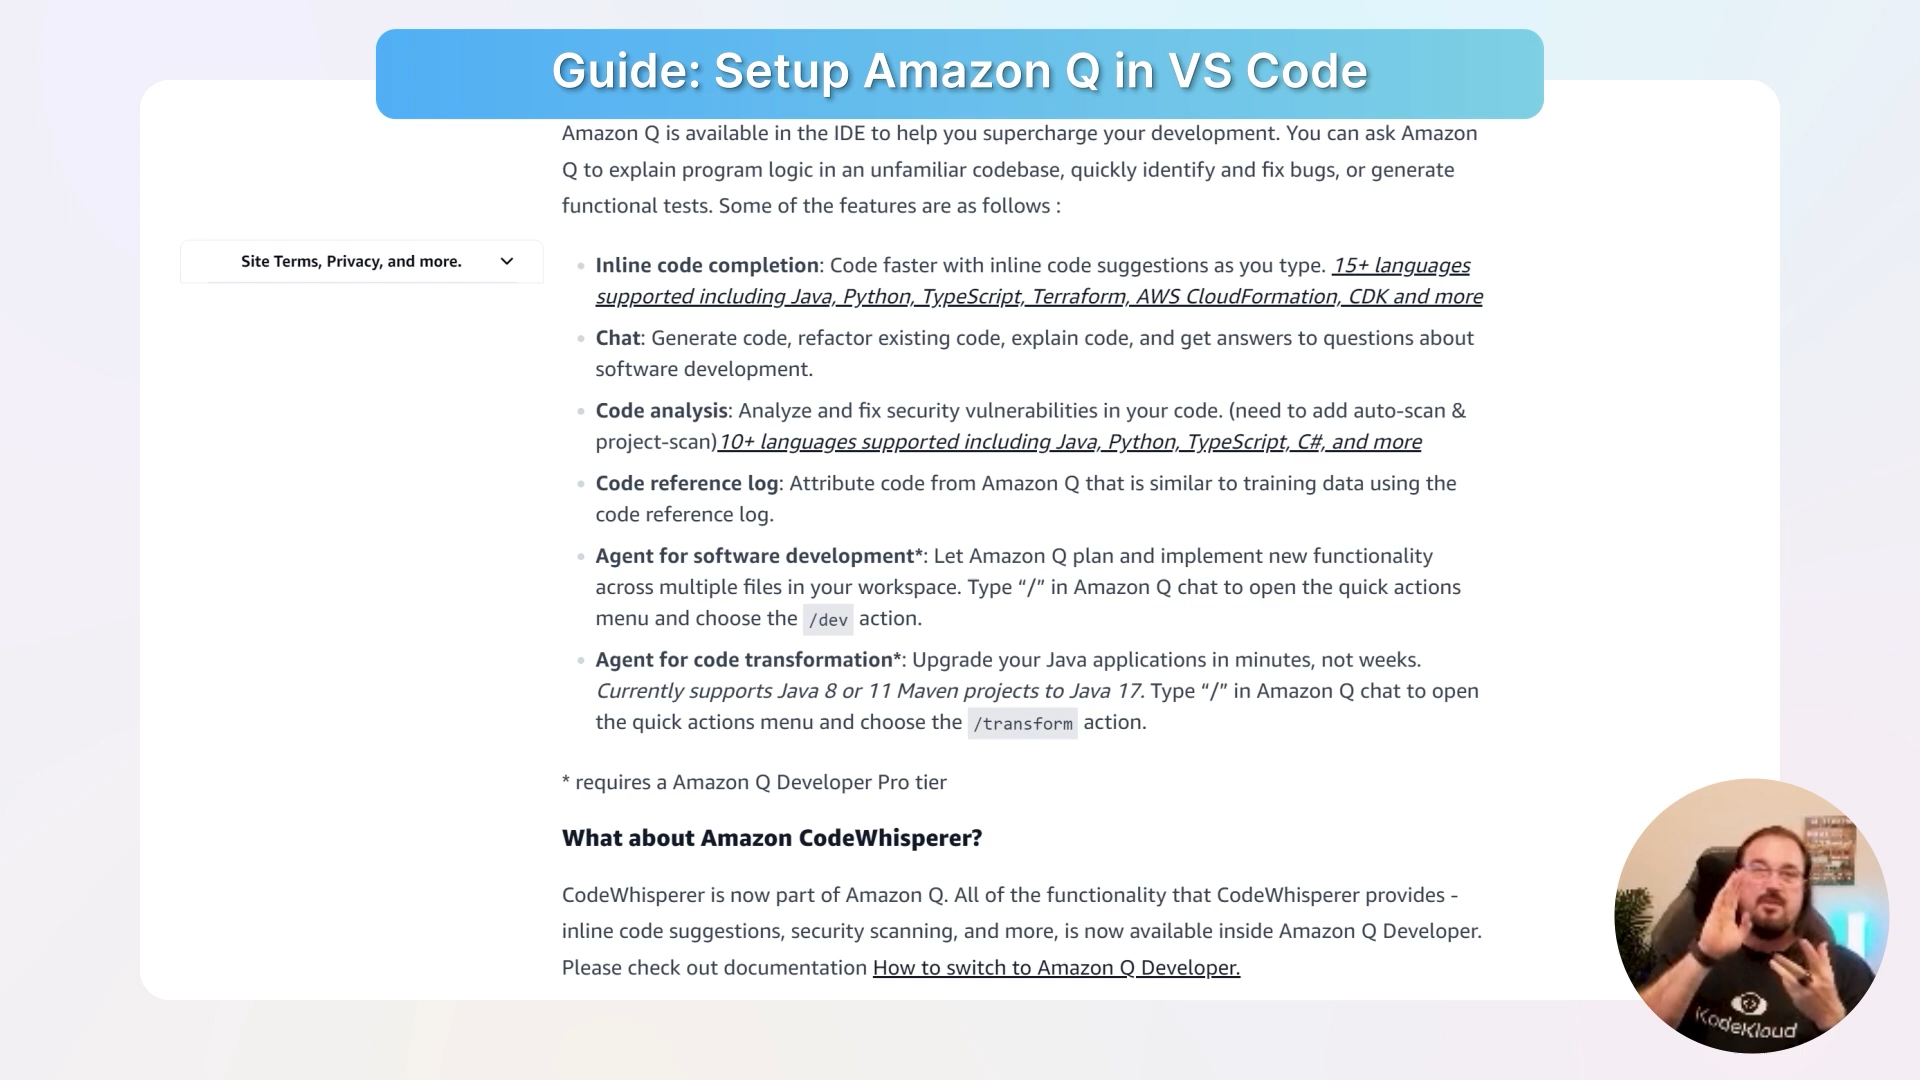 Guide: Setup Amazon Q in VS Code
Amazon Q is available in the IDE to help you supercharge your development. You can ask Amazon
Q to explain program logic in an unfamiliar codebase, quickly identify and fix bugs, or generate
functional tests. Some of the features are as follows :
Site Terms, Privacy, and more.
Inline code completion: Code faster with inline code suggestions as you type. 15+ languages
supported including Java, Python, TypeScript, Terraform, AWS CloudFormation, CDK and more
Chat: Generate code, refactor existing code, explain code, and get answers to questions about
software development.
Code analysis: Analyze and fix security vulnerabilities in your code. (need to add auto-scan &
project-scan)10+ languages supported including Java, Python, TypeScript, C#, and more
Code reference log: Attribute code from Amazon Q that is similar to training data using the
code reference log.
Agent for software development*: Let Amazon Q plan and implement new functionality
across multiple files in your workspace. Type “/” in Amazon Q chat to open the quick actions
menu and choose the /dev action.
Agent for code transformation*: Upgrade your Java applications in minutes, not weeks.
Currently supports Java 8 or 11 Maven projects to Java 17. Type “/” in Amazon Q chat to open
the quick actions menu and choose the /transform action.
* requires a Amazon Q Developer Pro tier
What about Amazon CodeWhisperer?
CodeWhisperer is now part of Amazon Q. All of the functionality that CodeWhisperer provides -
inline code suggestions, security scanning, and more, is now available inside Amazon Q Developer.
Please check out documentation How to switch to Amazon Q Developer.
KodeKloud